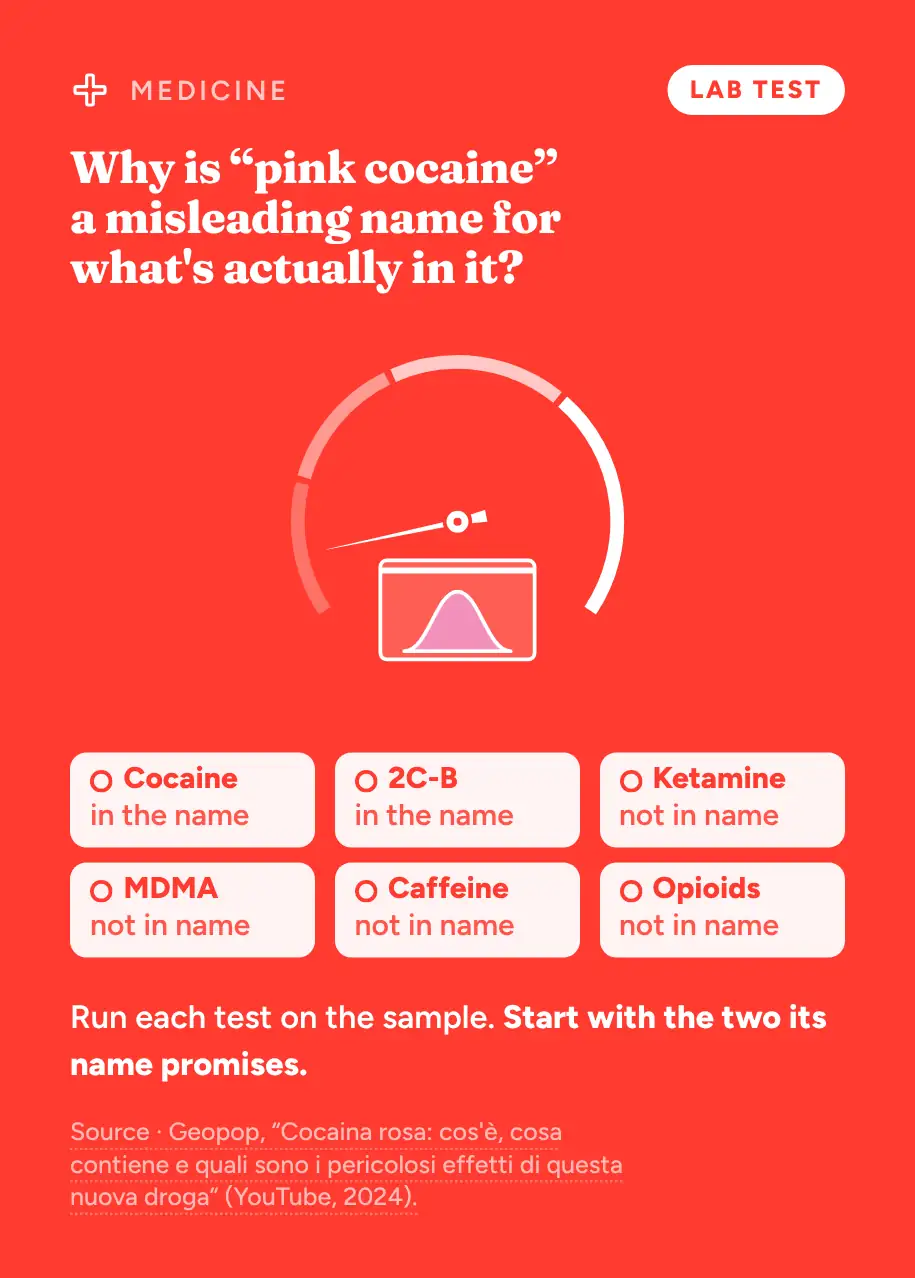 MEDICINE
LAB TEST
Why is “pink cocaine”
a misleading name for
what's actually in it?
Cocaine
in the name
2C-B
in the name
Ketamine
not in name
MDMA
not in name
Caffeine
not in name
Opioids
not in name
Run each test on the sample. Start with the two its
name promises.
Source · Geopop, “Cocaina rosa: cos'è, cosa
contiene e quali sono i pericolosi effetti di questa
nuova droga” (YouTube, 2024).